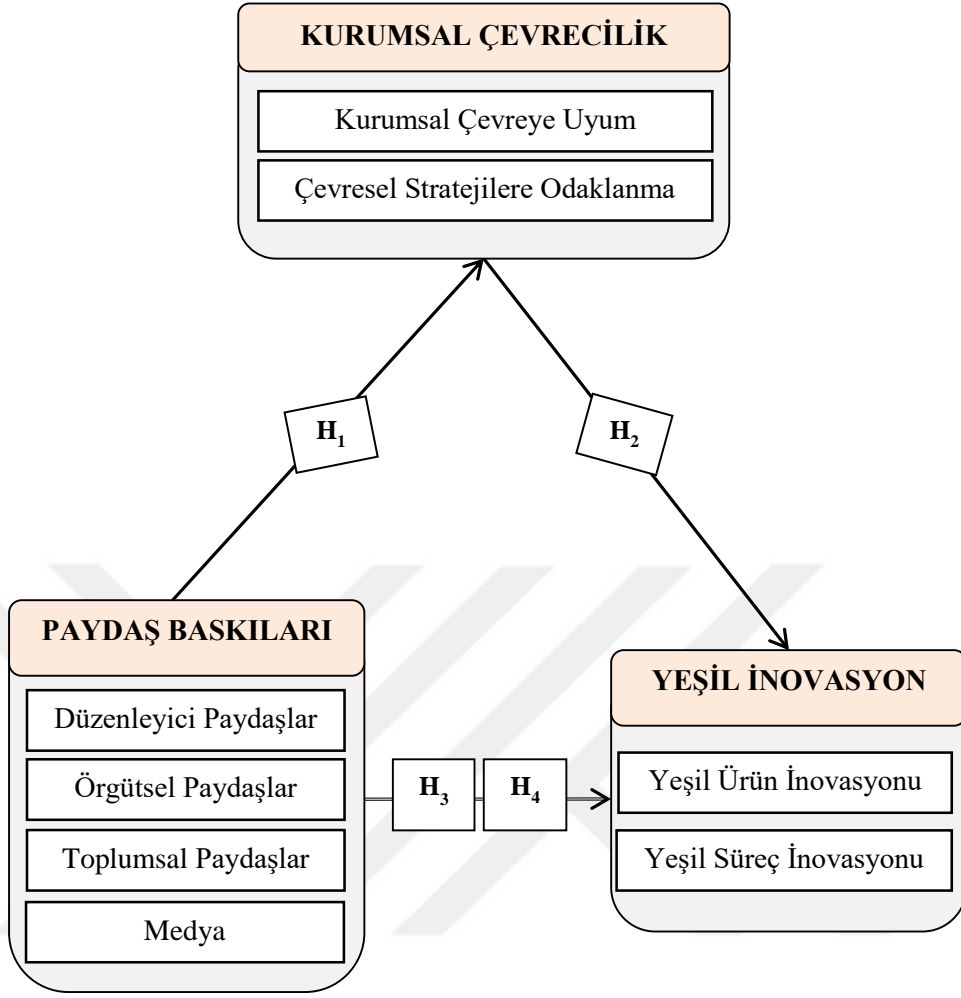 KURUMSAL ÇEVRECİLİK
Kurumsal Çevreye Uyum
Çevresel Stratejilere Odaklanma
H₁
H₂
PAYDAŞ BASKILARI
Düzenleyici Paydaşlar
Örgütsel Paydaşlar
Toplumsal Paydaşlar
Medya
H₃
H₄
YEŞİL İNOVASYON
Yeşil Ürün İnovasyonu
Yeşil Süreç İnovasyonu